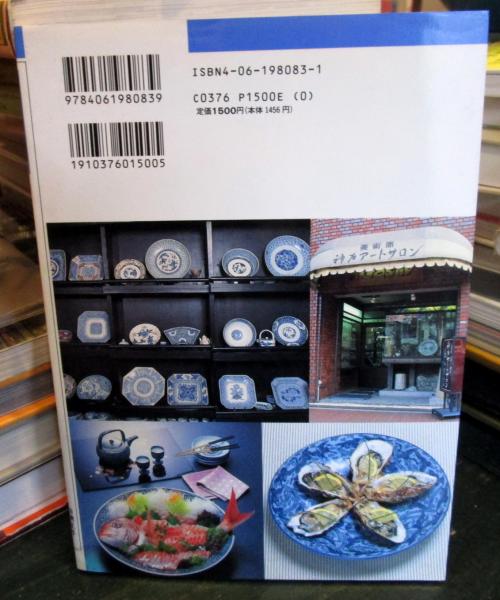 ISBN4-06-198083-1
9784061980839
C0376 P1500E (0)
定価1500円(本体 1456円)
1910376015005
美術館
神戸アートサロン